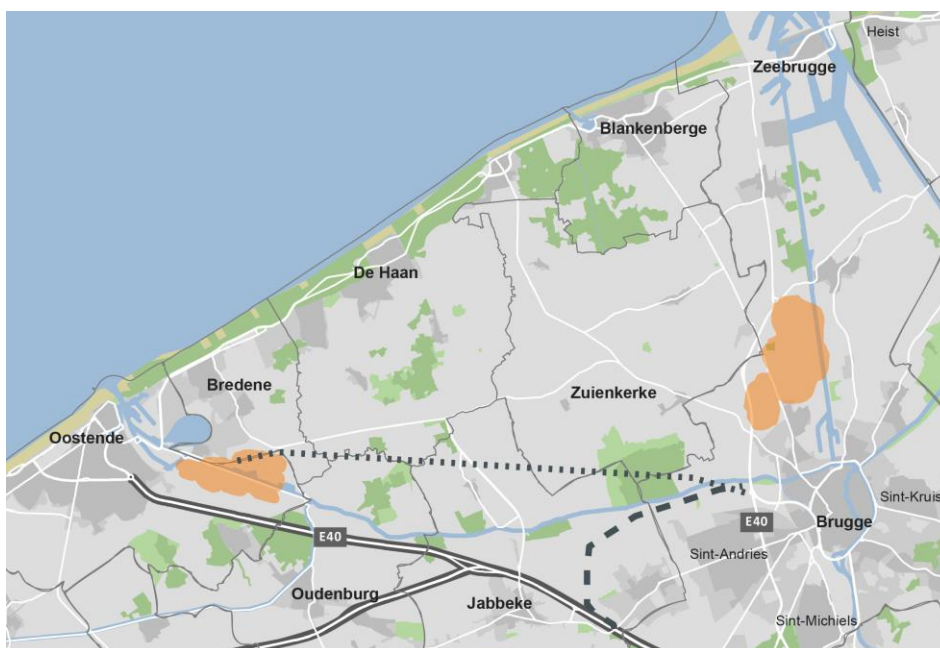 Heist
Zeebrugge
Blankenberge
De Haan
Bredene
Zuienkerke
Oostende
Sint-Kruis
E40
Brugge
E40
Sint-Andries
Oudenburg
Jabbeke
Sint-Michiels